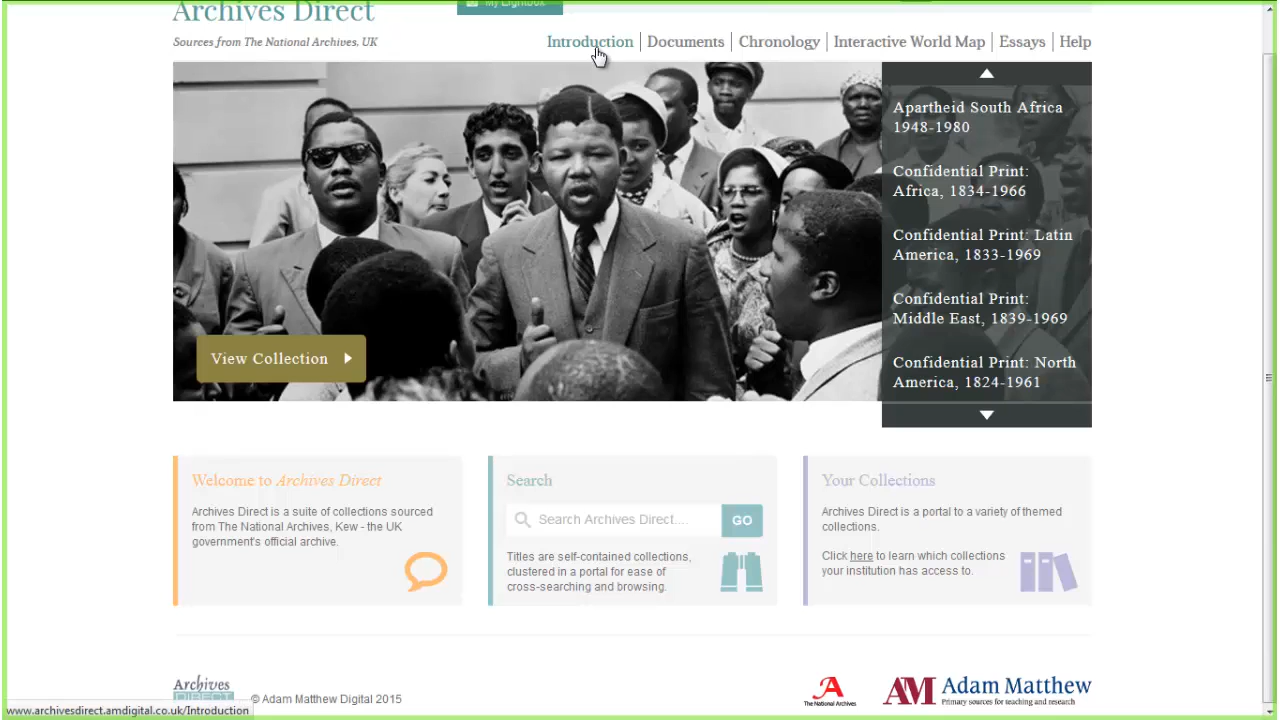 Archives Direct
My Lightbox
Sources from The National Archives, UK
Introduction
Documents
Chronology
Interactive World Map
Essays
Help
Apartheid South Africa
1948-1980
Confidential Print:
Africa, 1834-1966
Confidential Print: Latin
America, 1833-1969
Confidential Print:
Middle East, 1839-1969
Confidential Print: North
America, 1824-1961
View Collection
Welcome to Archives Direct
Archives Direct is a suite of collections sourced
from The National Archives, Kew - the UK
government's official archive.
Search
Search Archives Direct....
GO
Titles are self-contained collections,
clustered in a portal for ease of
cross-searching and browsing.
Your Collections
Archives Direct is a portal to a variety of themed
collections.
Click here to learn which collections
your institution has access to.
Archives
DIRECT
© Adam Matthew Digital 2015
The National Archives
AM Adam Matthew
Primary sources for teaching and research
www.archivesdirect.amdigital.co.uk/Introduction